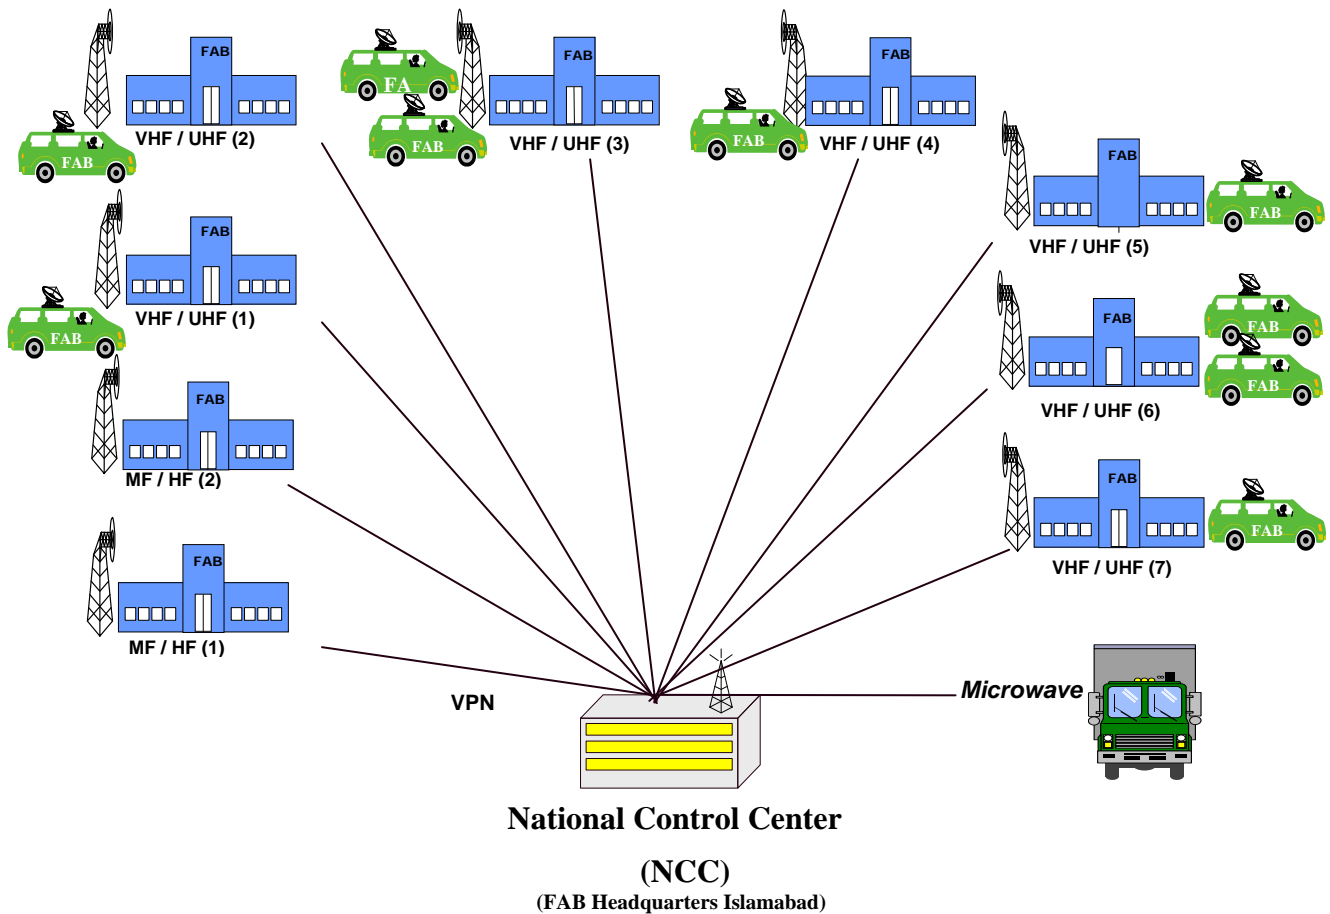 FAB
VHF / UHF (2)
FAB
FAB
FA
FAB
VHF / UHF (3)
FAB
FAB
VHF / UHF (4)
FAB
FAB
VHF / UHF (5)
FAB
FAB
VHF / UHF (1)
FAB
FAB
FAB
FAB
VHF / UHF (6)
FAB
MF / HF (2)
FAB
FAB
VHF / UHF (7)
FAB
MF / HF (1)
VPN
Microwave
National Control Center
(NCC)
(FAB Headquarters Islamabad)